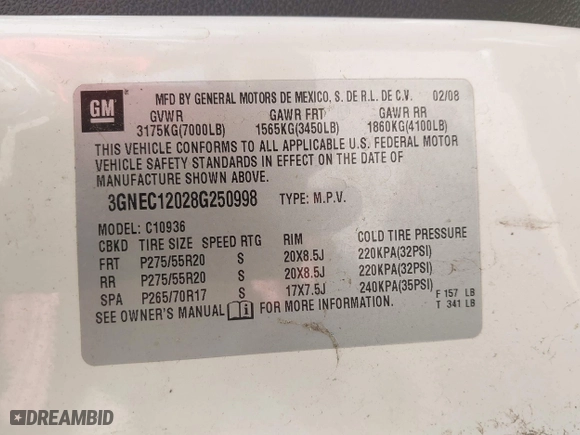 GM
MFD BY GENERAL MOTORS DE MEXICO, S. DE R.L. DE C.V. 02/08
GVWR GAWR FRT GAWR RR
3175KG(7000LB) 1565KG(3450LB) 1860KG(4100LB)
THIS VEHICLE CONFORMS TO ALL APPLICABLE U.S. FEDERAL MOTOR
VEHICLE SAFETY STANDARDS IN EFFECT ON THE DATE OF
MANUFACTURE SHOWN ABOVE.
3GNEC12028G250998 TYPE: M.P.V.
MODEL: C10936
CBKD TIRE SIZE SPEED RTG RIM COLD TIRE PRESSURE
FRT P275/55R20 S 20X8.5J 220KPA(32PSI)
RR P275/55R20 S 20X8.5J 220KPA(32PSI)
SPA P265/70R17 S 17X7.5J 240KPA(35PSI)
SEE OWNER'S MANUAL FOR MORE INFORMATION.
F 157 LB
T 341 LB
DREAMBID